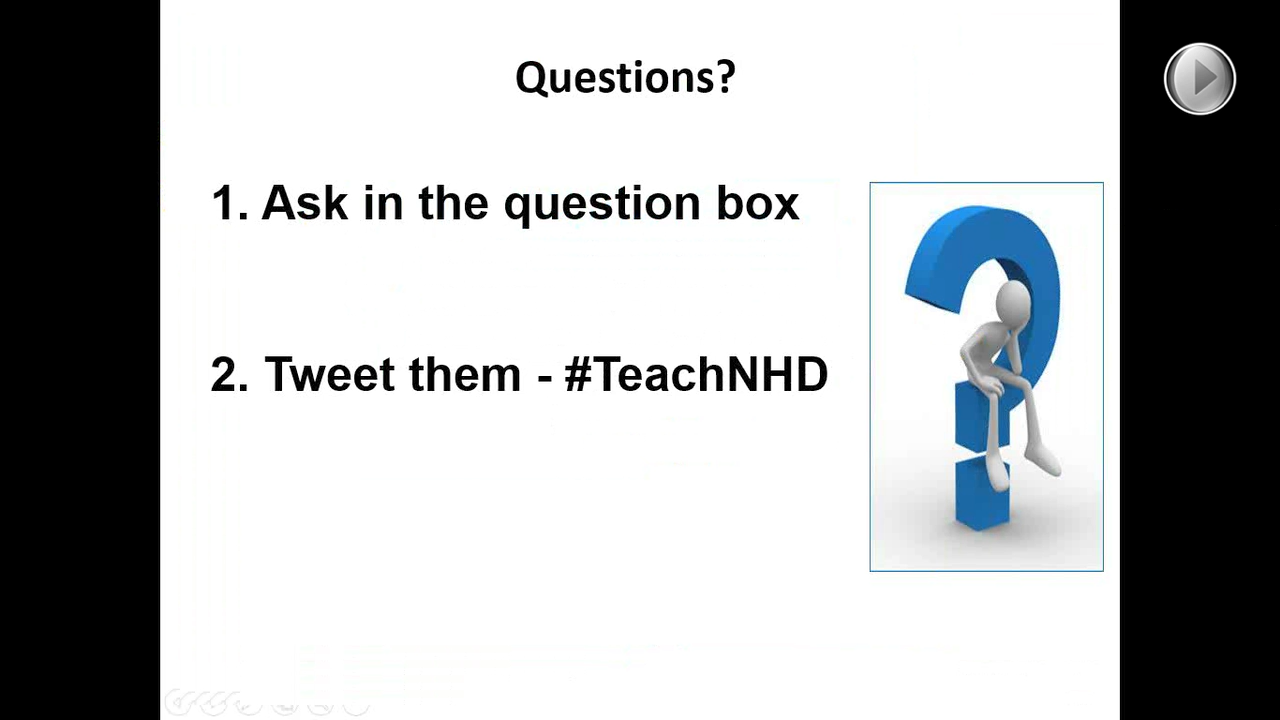 Questions?
1. Ask in the question box
2. Tweet them - #TeachNHD